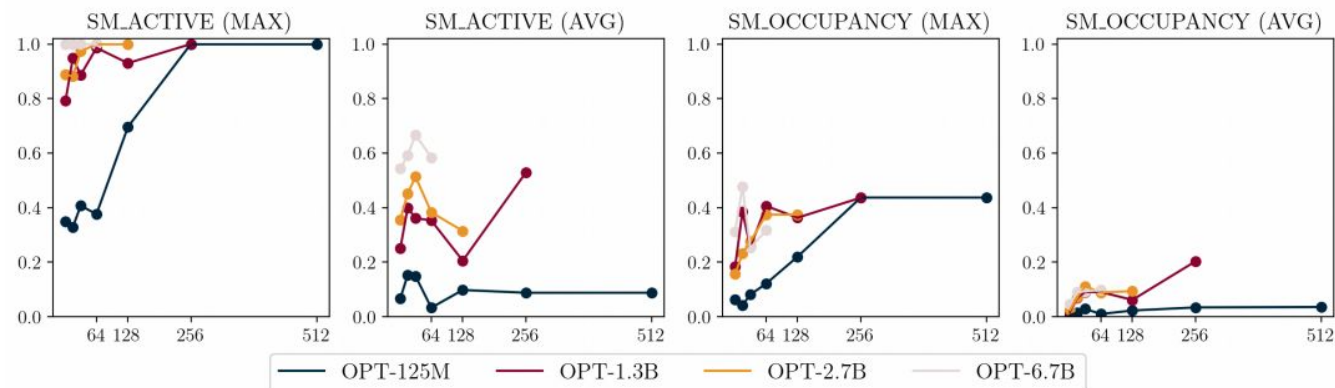 SM_ACTIVE (MAX)
SM_ACTIVE (AVG)
SM_OCCUPANCY (MAX)
SM_OCCUPANCY (AVG)
1.0
0.8
0.6
0.4
0.2
0.0
64 128 256 512
1.0
0.8
0.6
0.4
0.2
0.0
64 128 256 512
1.0
0.8
0.6
0.4
0.2
0.0
64 128 256 512
1.0
0.8
0.6
0.4
0.2
0.0
64 128 256 512
OPT-125M OPT-1.3B OPT-2.7B OPT-6.7B